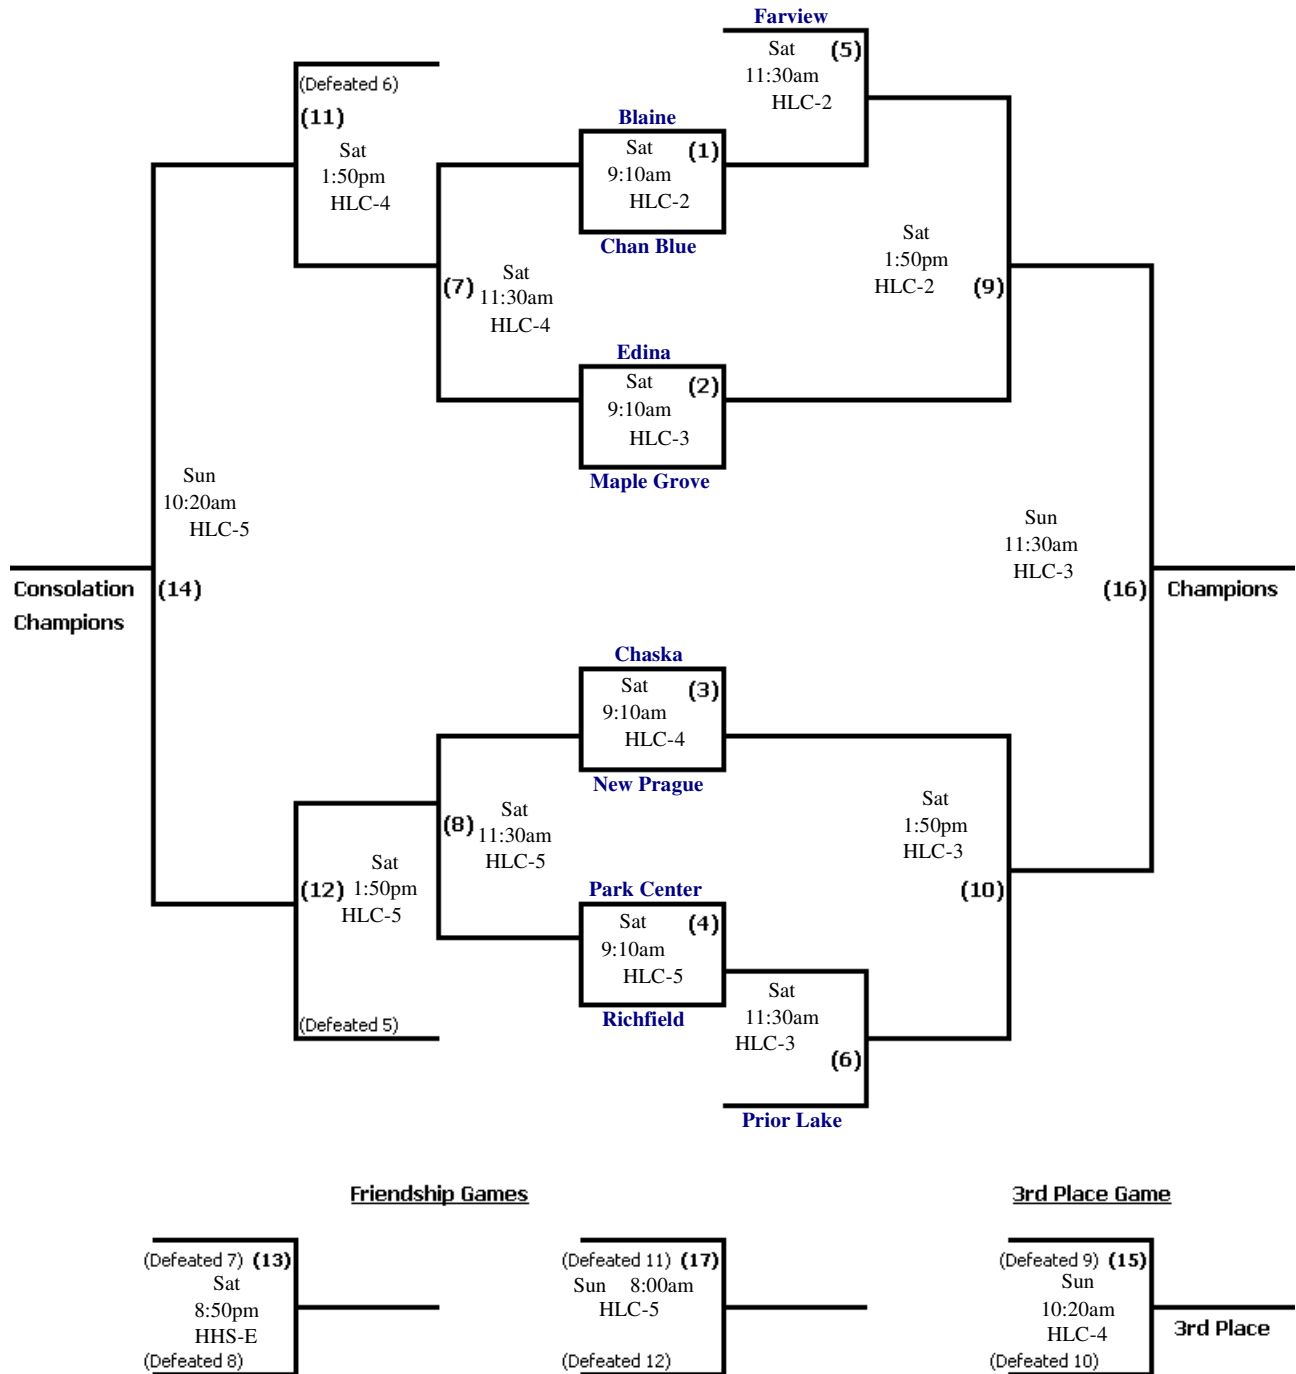 Farview
Sat (5)
11:30am
HLC-2
(Defeated 6)
(11)
Sat
1:50pm
HLC-4
Blaine
Sat (1)
9:10am
HLC-2
Chan Blue
Sat
1:50pm
HLC-2 (9)
Sat
(7) 11:30am
HLC-4
Edina
Sat (2)
9:10am
HLC-3
Maple Grove
Sun
10:20am
HLC-5
Sun
11:30am
HLC-3
Consolation (14)
Champions
(16) Champions
Chaska
Sat (3)
9:10am
HLC-4
New Prague
Sat
(8) 11:30am
HLC-5
Sat
1:50pm
HLC-3
(10)
Sat
(12) 1:50pm
HLC-5
Park Center
Sat (4)
9:10am
HLC-5
Richfield
Sat
11:30am
HLC-3
(6)
Prior Lake
(Defeated 5)
Friendship Games
3rd Place Game
(Defeated 7) (13)
Sat
8:50pm
HHS-E
(Defeated 8)
(Defeated 11) (17)
Sun 8:00am
HLC-5
(Defeated 12)
(Defeated 9) (15)
Sun
10:20am
HLC-4
(Defeated 10)
3rd Place